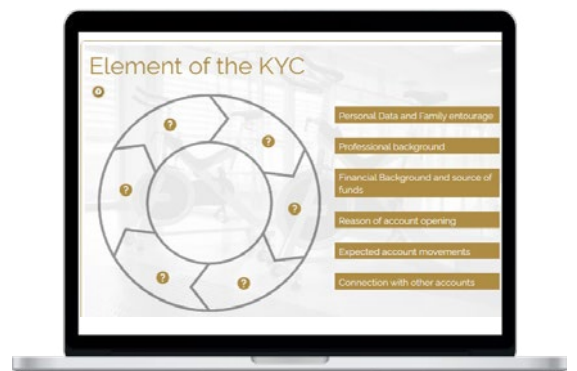 Element of the KYC
?
?
?
?
?
?
Personal Data and Family entourage
Professional background
Financial Background and source of
funds
Reason of account opening
Expected account movements
Connection with other accounts